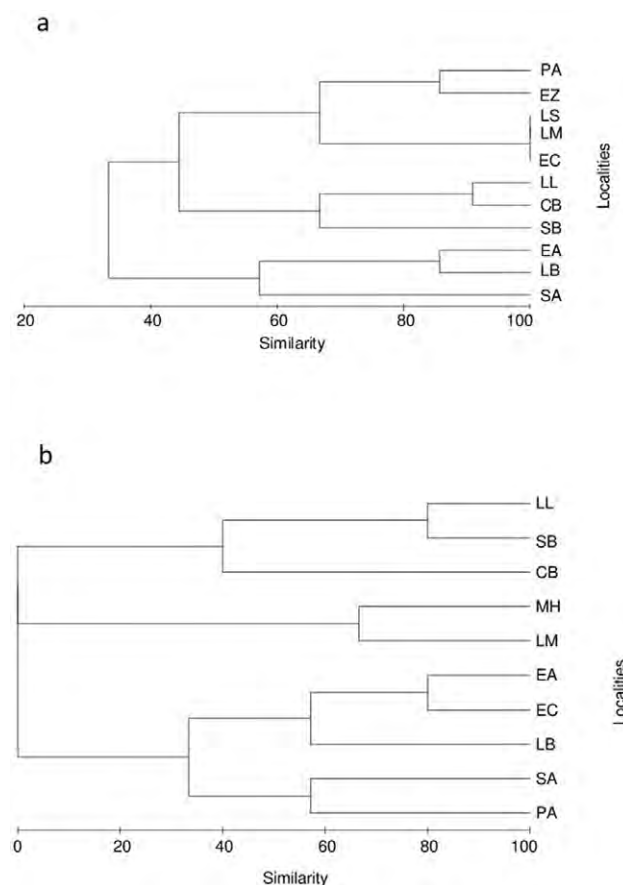 a
PA
EZ
LS
LM
EC
LL
CB
SB
EA
LB
SA
Localities
20 40 60 80 100
Similarity
b
LL
SB
CB
MH
LM
EA
EC
LB
SA
PA
Localities
0 20 40 60 80 100
Similarity